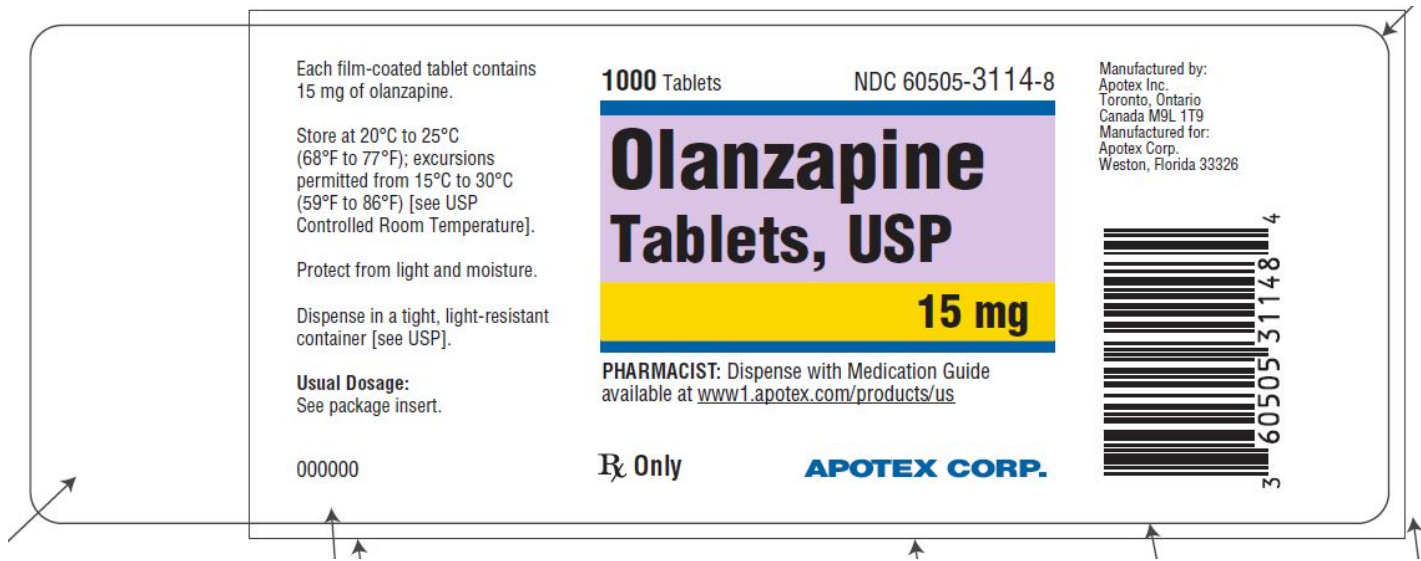 Each film-coated tablet contains
15 mg of olanzapine.
Store at 20°C to 25°C
(68°F to 77°F); excursions
permitted from 15°C to 30°C
(59°F to 86°F) [see USP
Controlled Room Temperature].
Protect from light and moisture.
Dispense in a tight, light-resistant
container [see USP].
Usual Dosage:
See package insert.
000000
1000 Tablets NDC 60505-3114-8
Olanzapine
Tablets, USP
15 mg
PHARMACIST: Dispense with Medication Guide
available at www1.apotex.com/products/us
℞ Only APOTEX CORP.
Manufactured by:
Apotex Inc.
Toronto, Ontario
Canada M9L 1T9
Manufactured for:
Apotex Corp.
Weston, Florida 33326
3 60505 31148 4